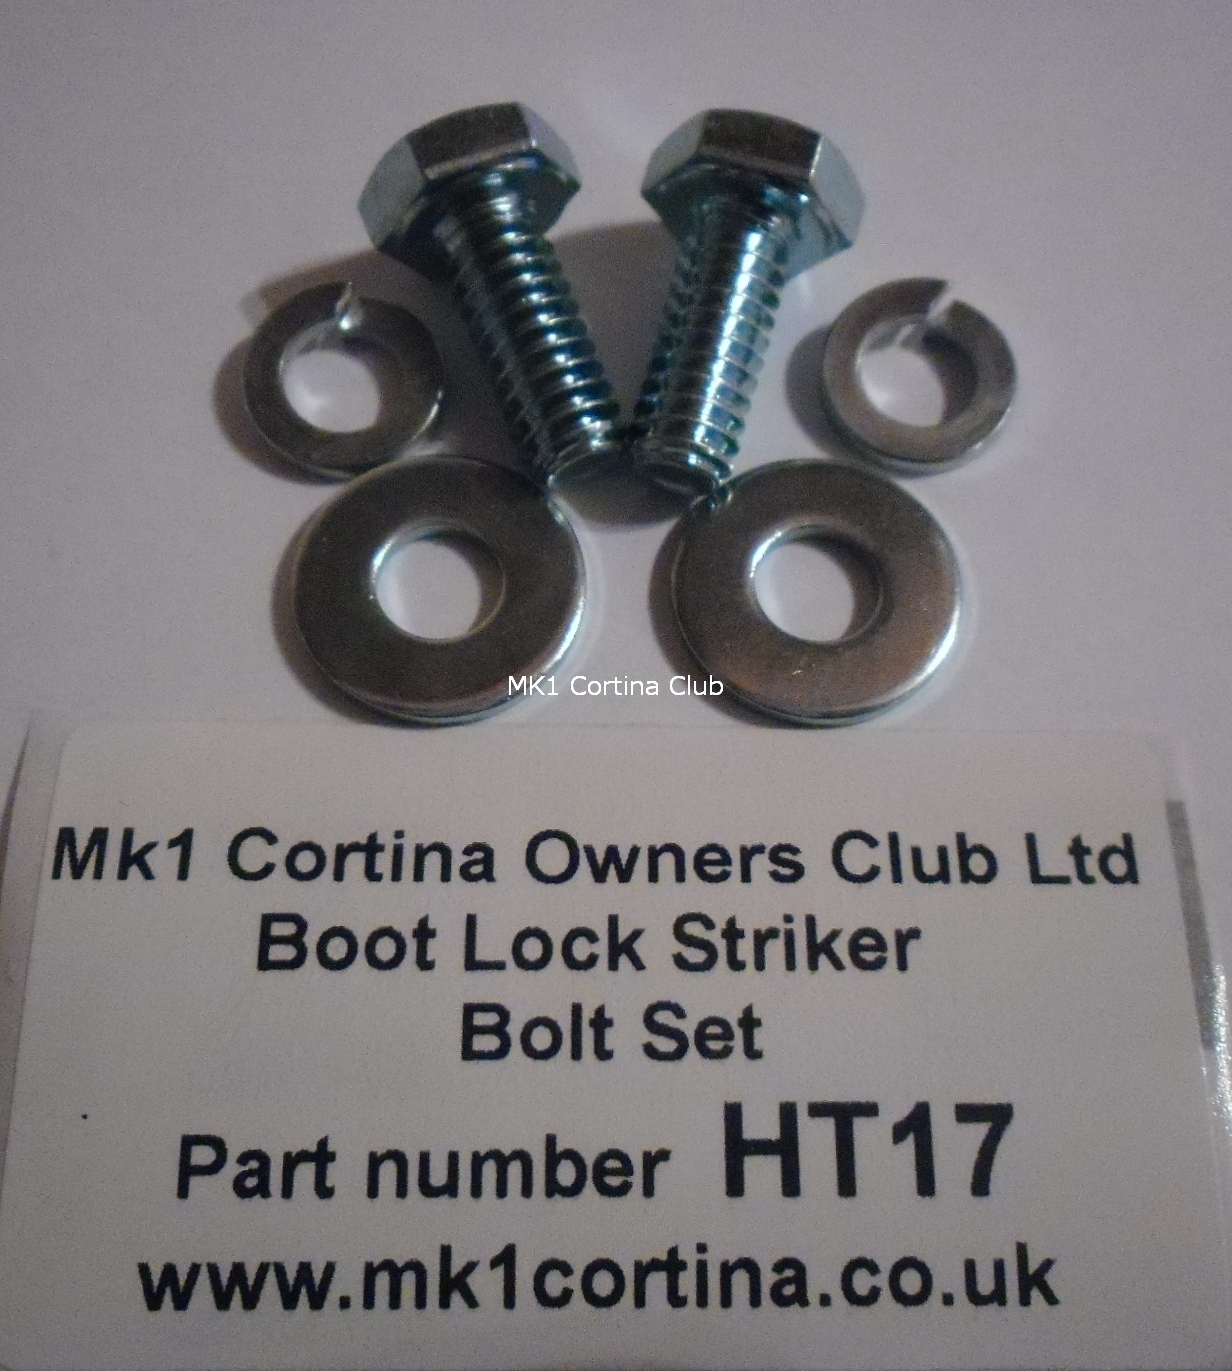 MK1 Cortina Club
Mk1 Cortina Owners Club Ltd
Boot Lock Striker
Bolt Set
Part number HT17
www.mk1cortina.co.uk